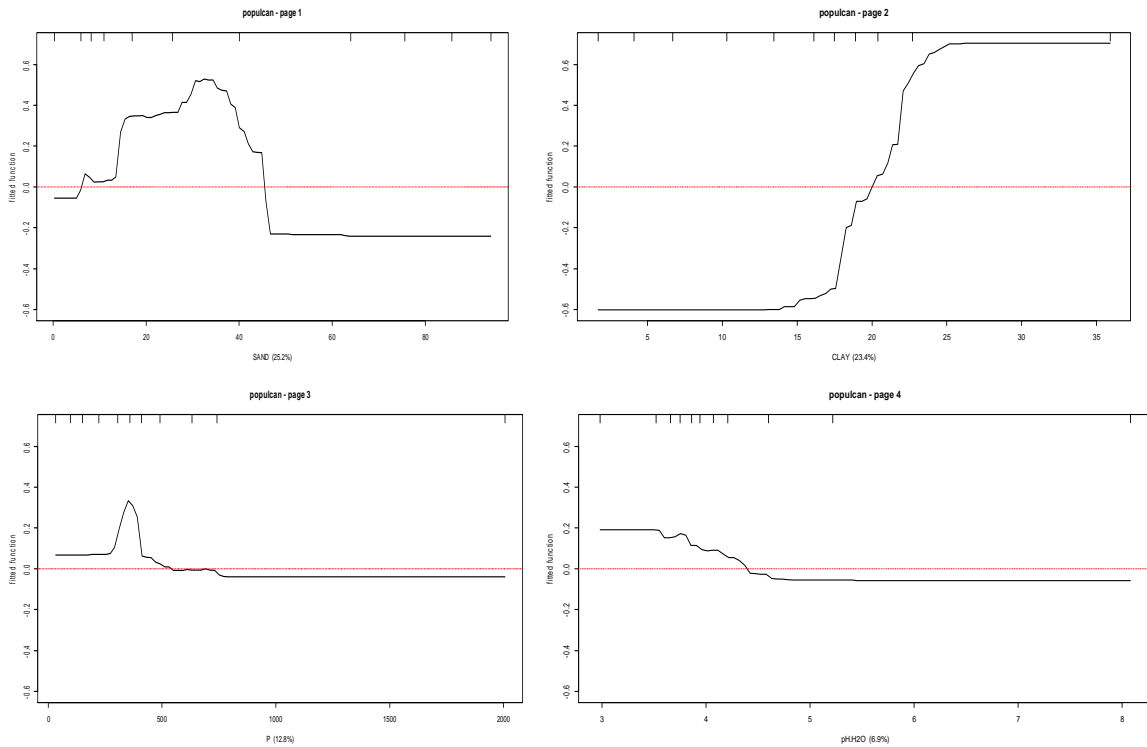 populcan - page 1
fitted function
0.6
0.4
0.2
0.0
-0.2
-0.4
-0.6
0 20 40 60 80
SAND (25.2%)
populcan - page 2
fitted function
0.6
0.4
0.2
0.0
-0.2
-0.4
-0.6
5 10 15 20 25 30 35
CLAY (23.4%)
populcan - page 3
fitted function
0.6
0.4
0.2
0.0
-0.2
-0.4
-0.6
0 500 1000 1500 2000
P (12.8%)
populcan - page 4
fitted function
0.6
0.4
0.2
0.0
-0.2
-0.4
-0.6
3 4 5 6 7 8
pH.H2O (6.9%)